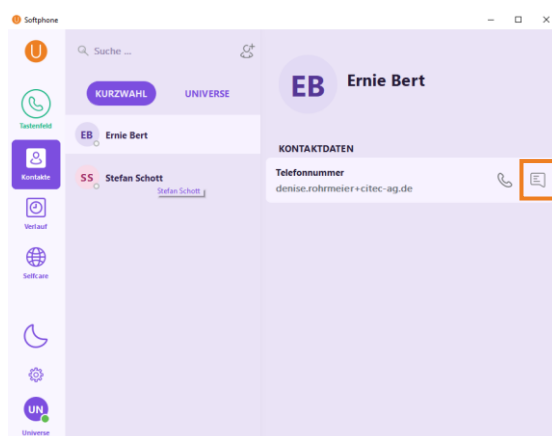 Softphone
U
Suche ...
Tastenfeld
Kontakte
Verlauf
Selfcare
UN
Universe
KURZWAHL UNIVERSE
EB Ernie Bert
SS Stefan Schott
Stefan Schott
EB Ernie Bert
KONTAKTDATEN
Telefonnummer
denise.rohrmeier+citec-ag.de